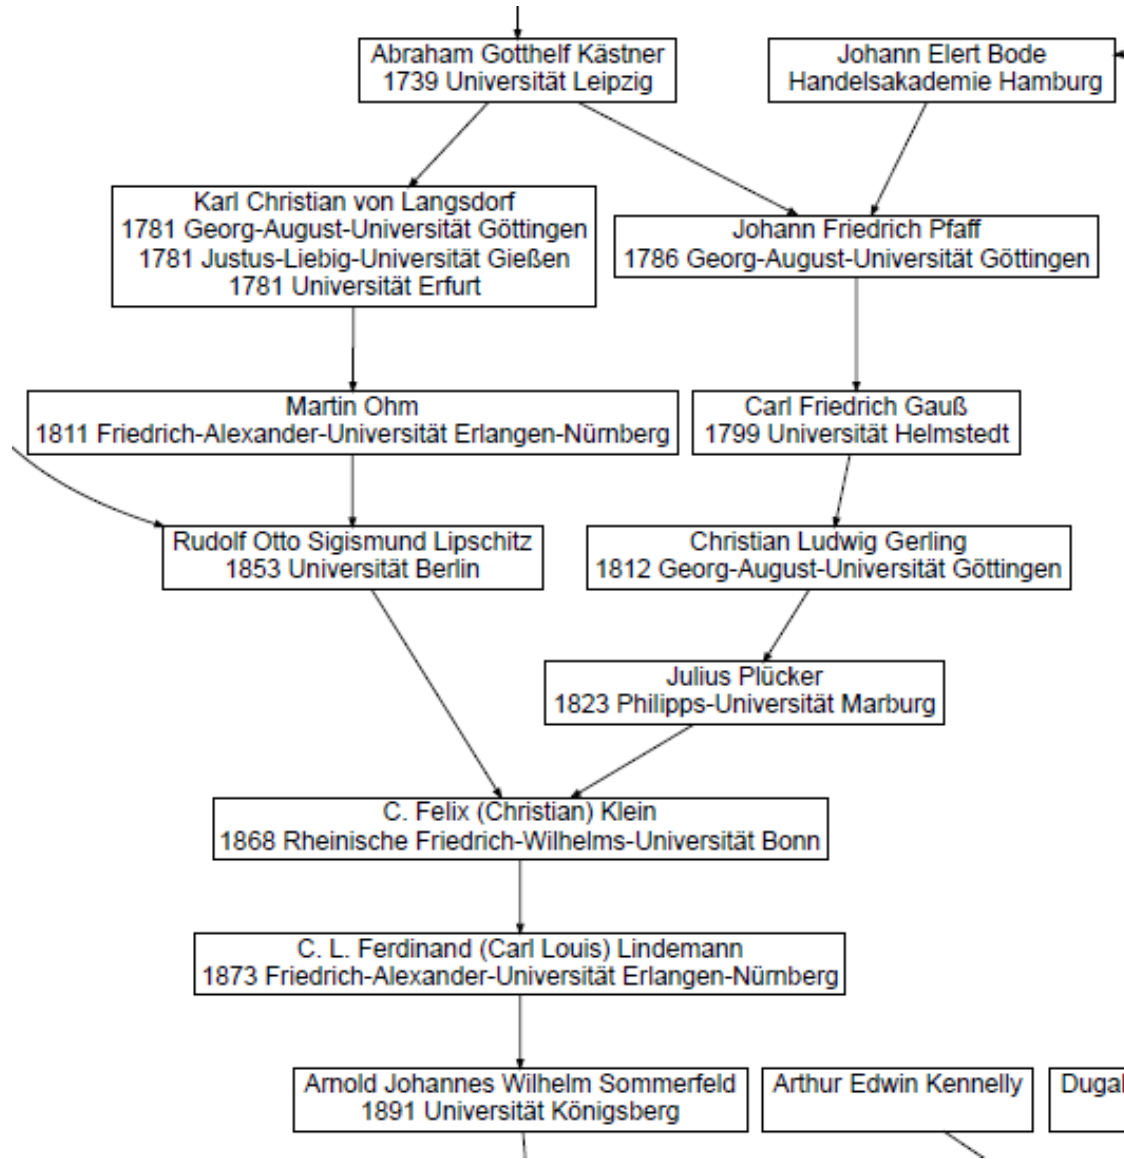 Abraham Gotthelf Kästner
1739 Universität Leipzig
Johann Elert Bode
Handelsakademie Hamburg
Karl Christian von Langsdorf
1781 Georg-August-Universität Göttingen
1781 Justus-Liebig-Universität Gießen
1781 Universität Erfurt
Johann Friedrich Pfaff
1786 Georg-August-Universität Göttingen
Martin Ohm
1811 Friedrich-Alexander-Universität Erlangen-Nürnberg
Carl Friedrich Gauß
1799 Universität Helmstedt
Rudolf Otto Sigismund Lipschitz
1853 Universität Berlin
Christian Ludwig Gerling
1812 Georg-August-Universität Göttingen
Julius Plücker
1823 Philipps-Universität Marburg
C. Felix (Christian) Klein
1868 Rheinische Friedrich-Wilhelms-Universität Bonn
C. L. Ferdinand (Carl Louis) Lindemann
1873 Friedrich-Alexander-Universität Erlangen-Nürnberg
Arnold Johannes Wilhelm Sommerfeld
1891 Universität Königsberg
Arthur Edwin Kennelly